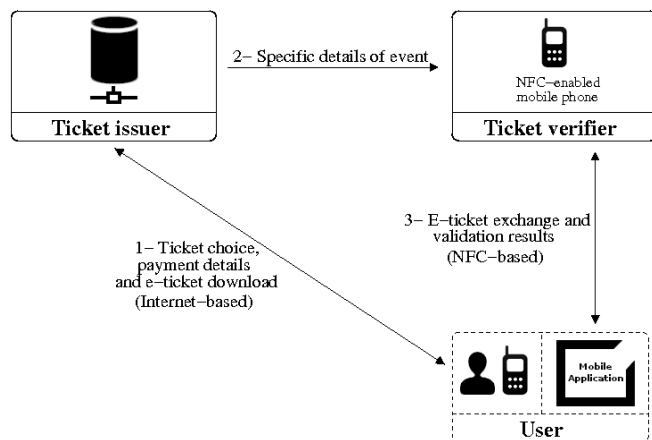 2− Specific details of event
NFC−enabled
mobile phone
Ticket issuer
Ticket verifier
1− Ticket choice,
payment details
and e−ticket download
(Internet−based)
3− E−ticket exchange and
validation results
(NFC−based)
Mobile
Application
User